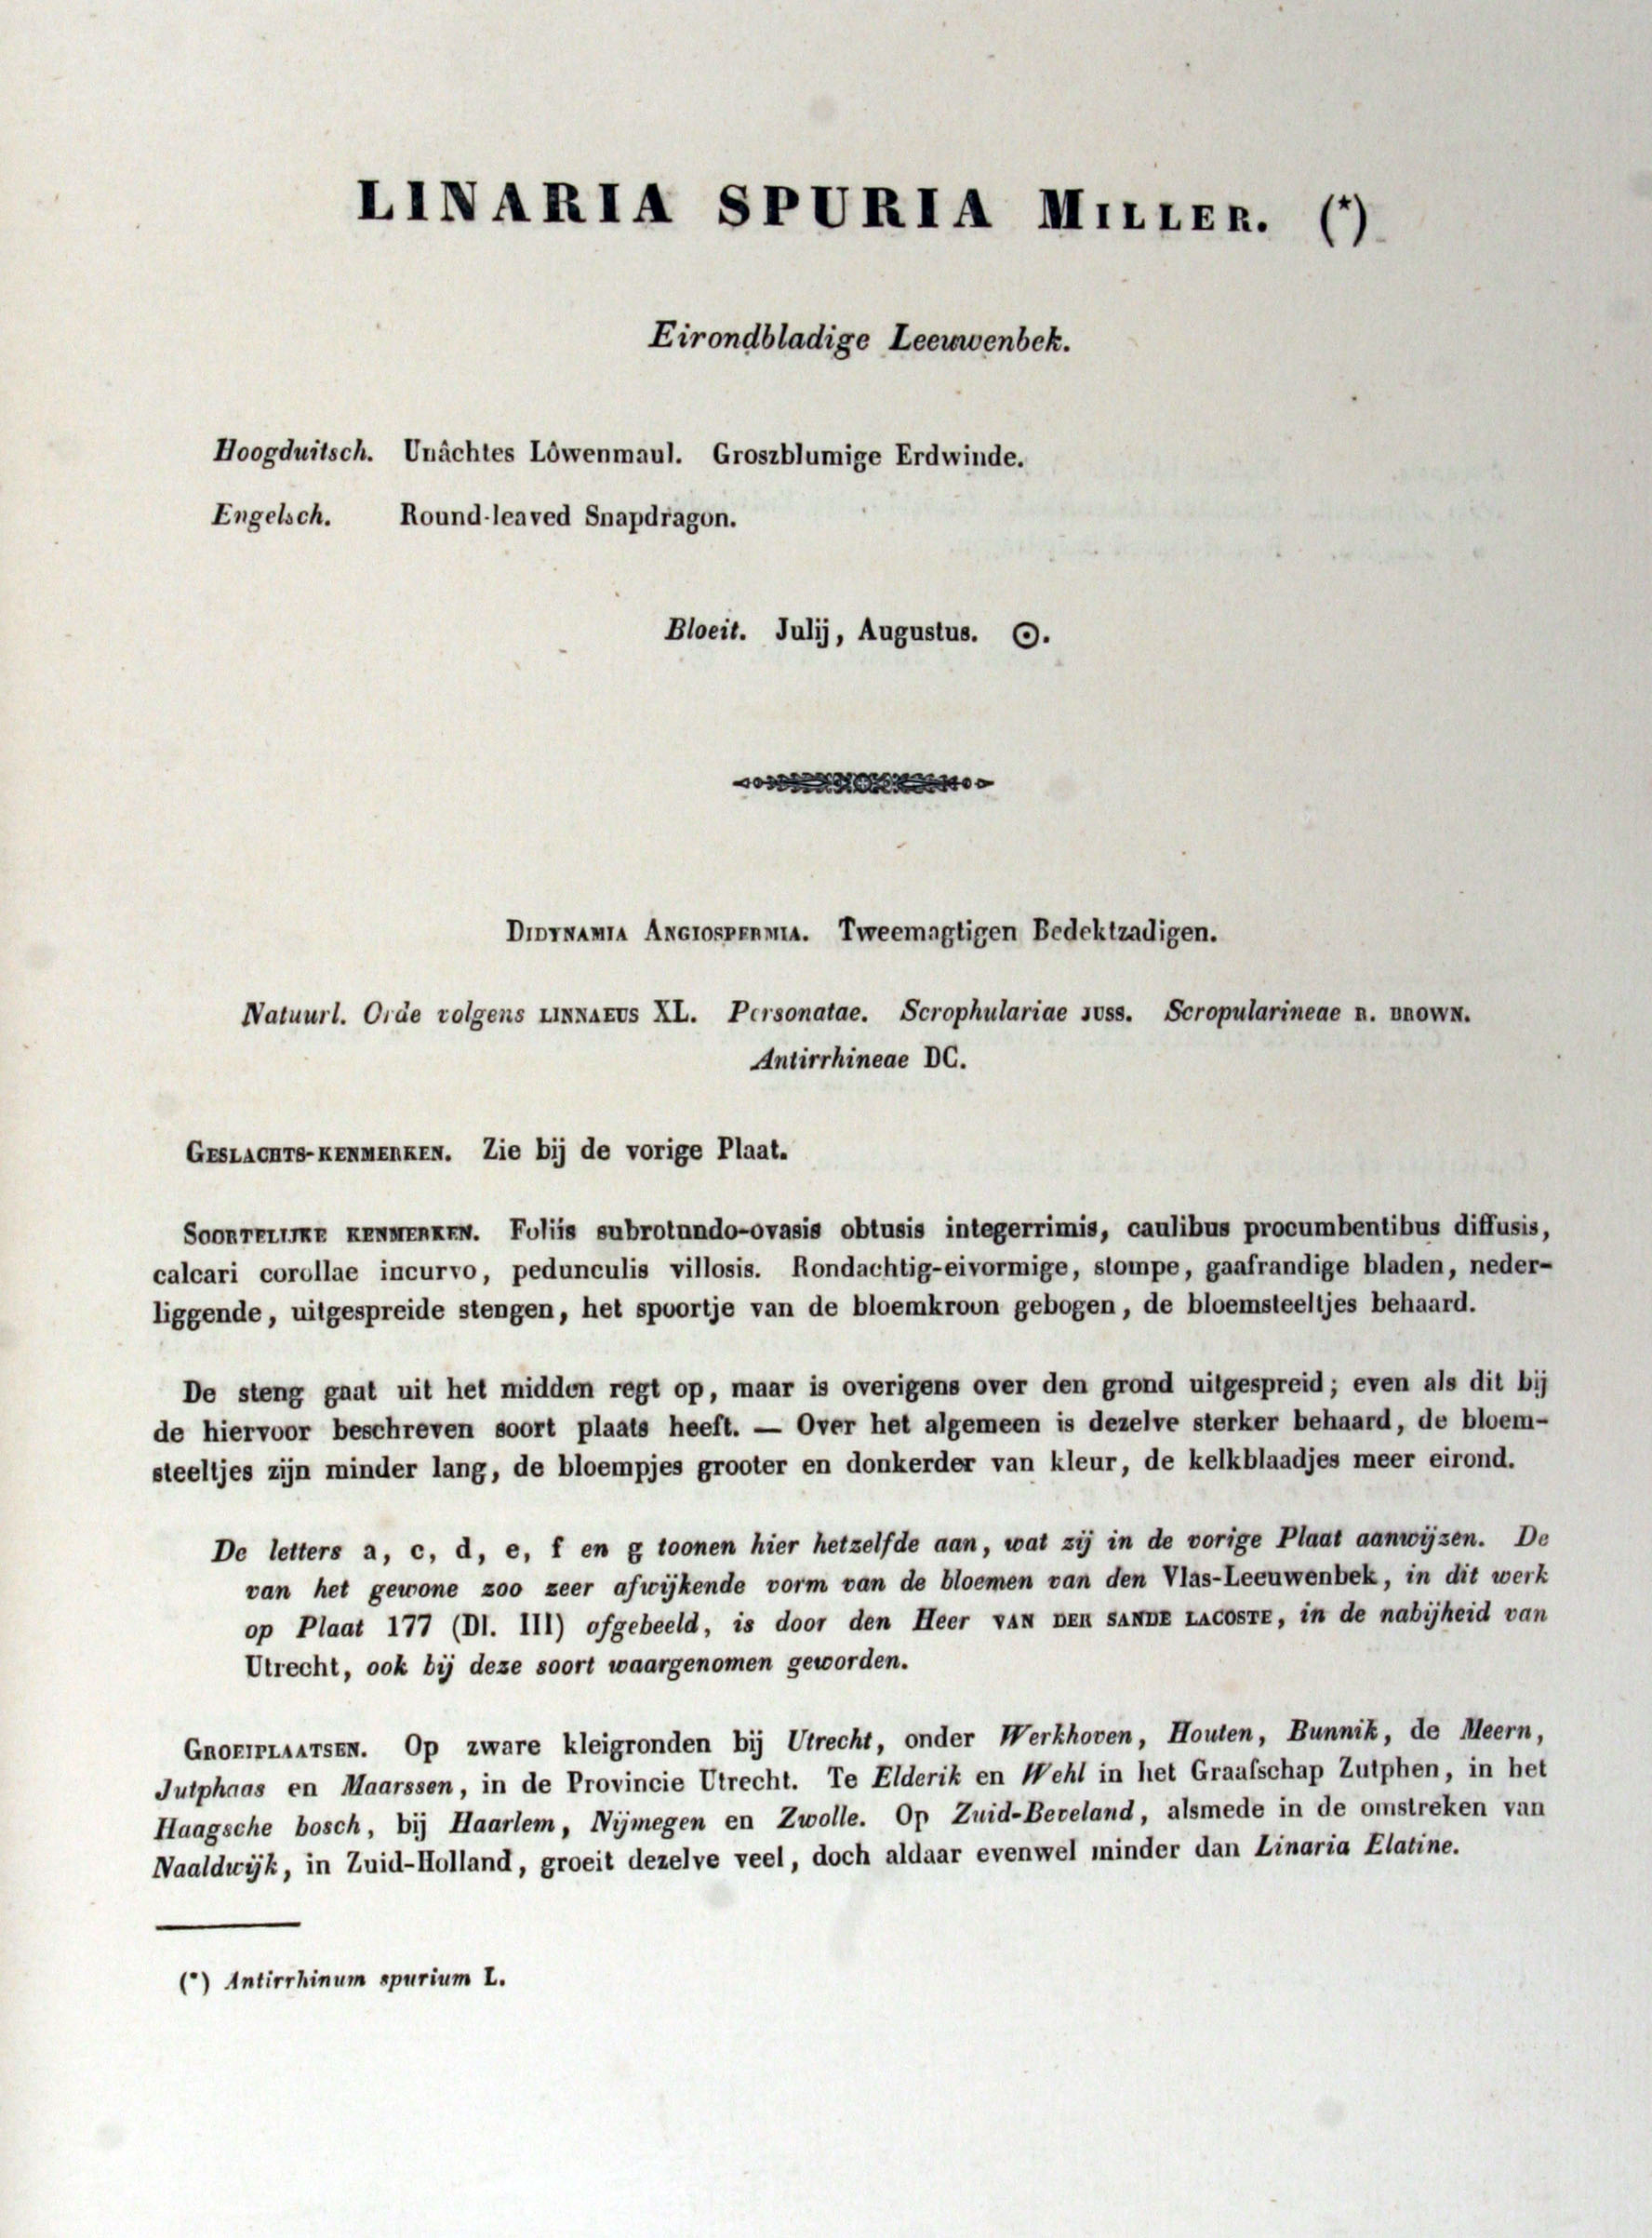 LINARIA SPURIA MILLER. (*)
Eirondbladige Leeuwenbek.
Hoogduitsch. Unächtes Löwenmaul. Groszblumige Erdwinde.
Engelsch. Round-leaved Snapdragon.
Bloeit. Julij, Augustus. ☉.
DIDYNAMIA ANGIOSPERMIA. Tweemagtigen Bedektzadigen.
Natuurl. Orde volgens LINNAEUS XL. Personatae. Scrophulariae JUSS. Scropularineae R. BROWN.
Antirrhineae DC.
GESLACHTS-KENMERKEN. Zie bij de vorige Plaat.
SOORTELIJKE KENMERKEN. Foliis subrotundo-ovasis obtusis integerrimis, caulibus procumbentibus diffusis,
calcari corollae incurvo, pedunculis villosis. Rondachtig-eivormige, stompe, gaafrandige bladen, neder-
liggende, uitgespreide stengen, het spoortje van de bloemkroon gebogen, de bloemsteeltjes behaard.
De steng gaat uit het midden regt op, maar is overigens over den grond uitgespreid; even als dit bij
de hiervoor beschreven soort plaats heeft. — Over het algemeen is dezelve sterker behaard, de bloem-
steeltjes zijn minder lang, de bloempjes grooter en donkerder van kleur, de kelkblaadjes meer eirond.
De letters a, c, d, e, f en g toonen hier hetzelfde aan, wat zij in de vorige Plaat aanwijzen. De
van het gewone zoo zeer afwijkende vorm van de bloemen van den Vlas-Leeuwenbek, in dit werk
op Plaat 177 (Dl. III) afgebeeld, is door den Heer VAN DER SANDE LACOSTE, in de nabijheid van
Utrecht, ook bij deze soort waargenomen geworden.
GROEIPLAATSEN. Op zware kleigronden bij Utrecht, onder Werkhoven, Houten, Bunnik, de Meern,
Jutphaas en Maarssen, in de Provincie Utrecht. Te Elderik en Wehl in het Graafschap Zutphen, in het
Haagsche bosch, bij Haarlem, Nijmegen en Zwolle. Op Zuid-Beveland, alsmede in de omstreken van
Naaldwijk, in Zuid-Holland, groeit dezelve veel, doch aldaar evenwel minder dan Linaria Elatine.
(*) Antirrhinum spurium L.